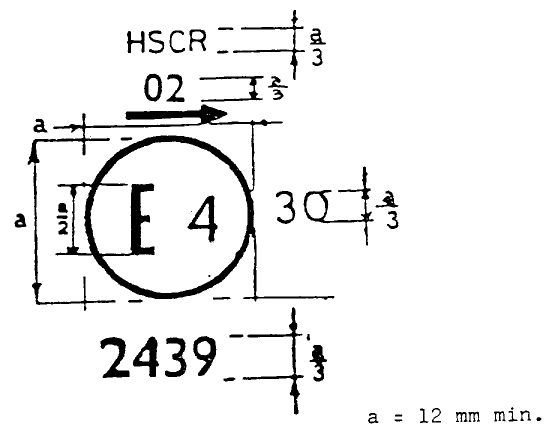 HSCR a/3
02 a/3
a
a a/2 E 4 30 a/3
2439 a/3
a = 12 mm min.